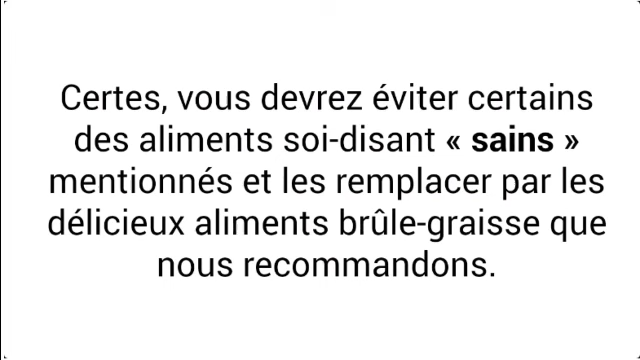 Certes, vous devrez éviter certains
des aliments soi-disant « sains »
mentionnés et les remplacer par les
délicieux aliments brûle-graisse que
nous recommandons.